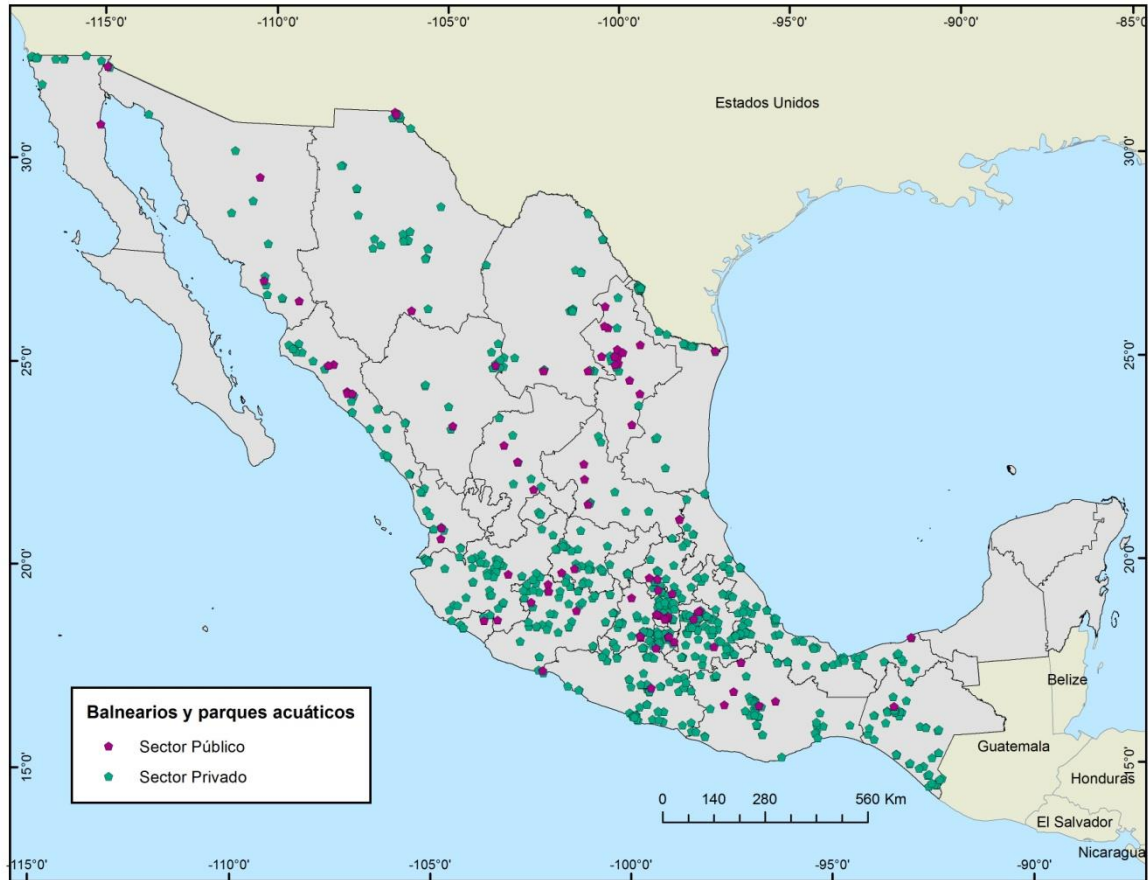 -115°0'
-110°0'
-105°0'
-100°0'
-95°0'
-90°0'
-85°0'
Estados Unidos
30°0'
30°0'
25°0'
25°0'
20°0'
20°0'
Belize
Balnearios y parques acuáticos
Sector Público
Sector Privado
Guatemala
15°0'
15°0'
Honduras
0 140 280 560 Km
El Salvador
Nicaragua
-115°0'
-110°0'
-105°0'
-100°0'
-95°0'
-90°0'